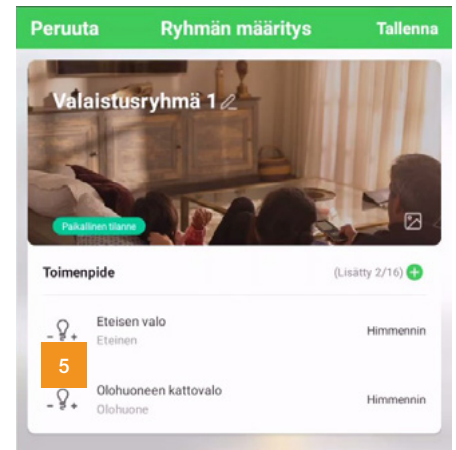 Peruuta Ryhmän määritys Tallenna
Valaistusryhmä 1
Paikallinen tilanne
Toimenpide (Lisätty 2/16)
Eteisen valo
Eteinen
Himmennin
5
Olohuoneen kattovalo
Olohuone
Himmennin